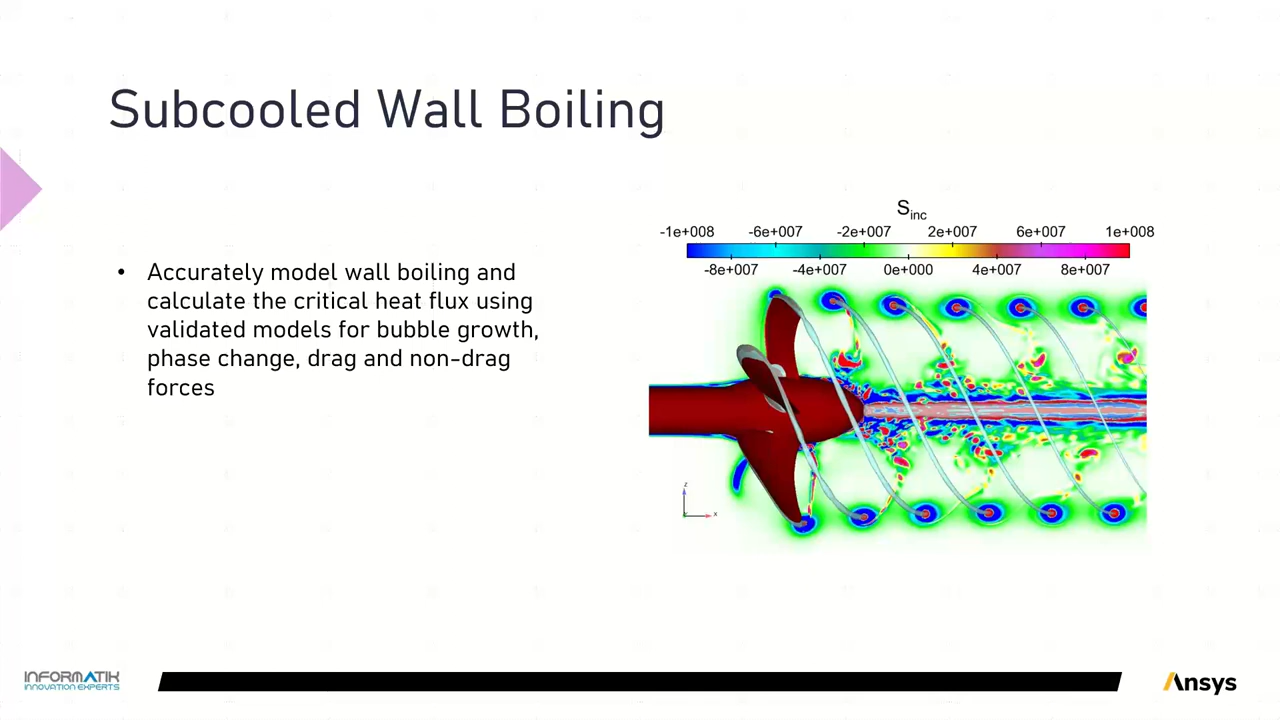 Subcooled Wall Boiling
• Accurately model wall boiling and
calculate the critical heat flux using
validated models for bubble growth,
phase change, drag and non-drag
forces
Sinc
-1e+008 -6e+007 -2e+007 2e+007 6e+007 1e+008
-8e+007 -4e+007 0e+000 4e+007 8e+007
z
x
INFORMATIK
INNOVATION EXPERTS
Ansys